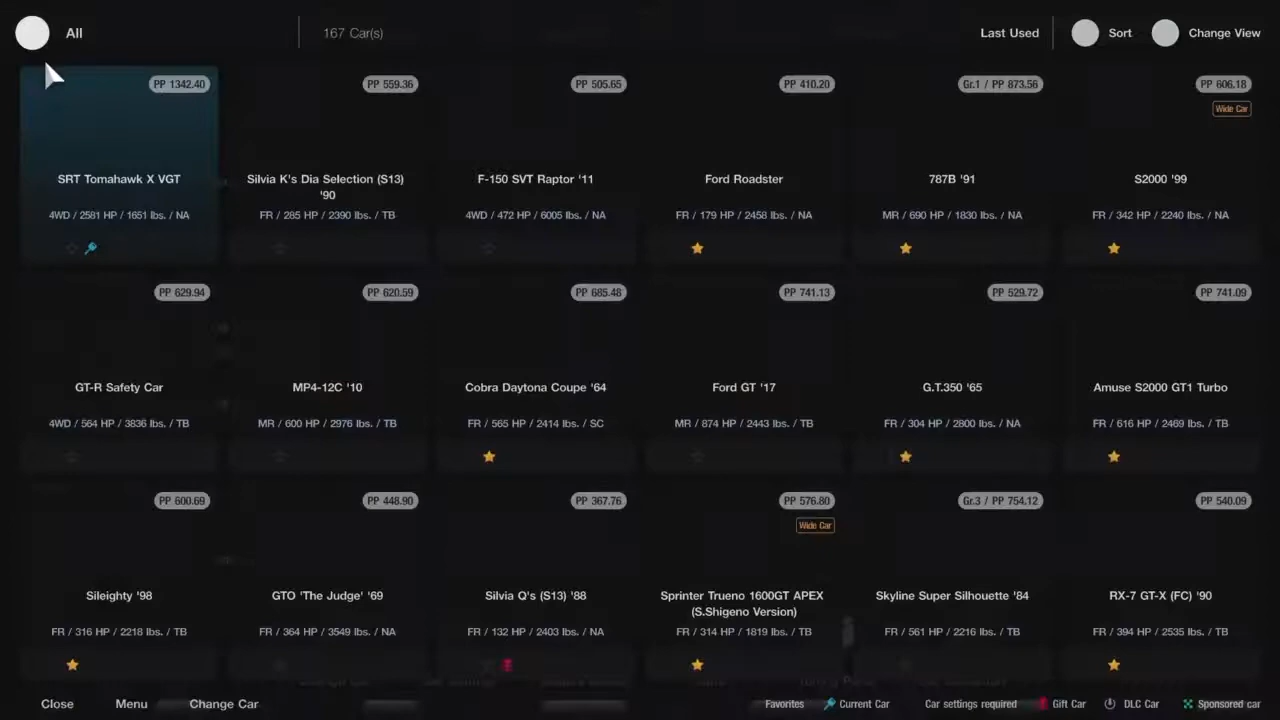 All
167 Car(s)
Last Used
Sort
Change View
PP 1342.40
SRT Tomahawk X VGT
4WD / 2581 HP / 1651 lbs. / NA
PP 559.36
Silvia K's Dia Selection (S13)
'90
FR / 285 HP / 2390 lbs. / TB
PP 505.65
F-150 SVT Raptor '11
4WD / 472 HP / 6005 lbs. / NA
PP 410.20
Ford Roadster
FR / 179 HP / 2458 lbs. / NA
Gr.1 / PP 873.56
787B '91
MR / 690 HP / 1830 lbs. / NA
PP 606.18
Wide Car
S2000 '99
FR / 342 HP / 2240 lbs. / NA
PP 629.94
GT-R Safety Car
4WD / 564 HP / 3836 lbs. / TB
PP 620.59
MP4-12C '10
MR / 600 HP / 2976 lbs. / TB
PP 685.48
Cobra Daytona Coupe '64
FR / 565 HP / 2414 lbs. / SC
PP 741.13
Ford GT '17
MR / 874 HP / 2443 lbs. / TB
PP 529.72
G.T.350 '65
FR / 304 HP / 2800 lbs. / NA
PP 741.09
Amuse S2000 GT1 Turbo
FR / 616 HP / 2469 lbs. / TB
PP 600.69
Sileighty '98
FR / 316 HP / 2218 lbs. / TB
PP 448.90
GTO 'The Judge' '69
FR / 364 HP / 3549 lbs. / NA
PP 367.76
Silvia Q's (S13) '88
FR / 132 HP / 2403 lbs. / NA
PP 576.80
Wide Car
Sprinter Trueno 1600GT APEX
(S.Shigeno Version)
FR / 314 HP / 1819 lbs. / TB
Gr.3 / PP 754.12
Skyline Super Silhouette '84
FR / 561 HP / 2216 lbs. / TB
PP 540.09
RX-7 GT-X (FC) '90
FR / 394 HP / 2535 lbs. / TB
Close
Menu
Change Car
Favorites
Current Car
Car settings required
Gift Car
DLC Car
Sponsored car